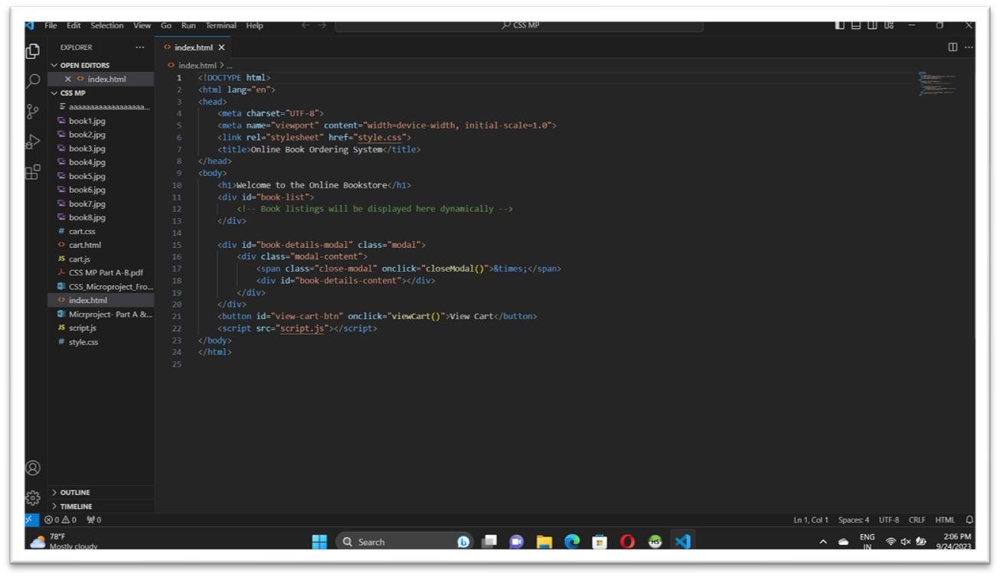 File Edit Selection View Go Run Terminal Help
CSS MP
EXPLORER
OPEN EDITORS
index.html
CSS MP
aaaaaaaaaaaaaaaaaa...
book1.jpg
book2.jpg
book3.jpg
book4.jpg
book5.jpg
book6.jpg
book7.jpg
book8.jpg
# cart.css
<> cart.html
JS cart.js
CSS MP Part A-B.pdf
CSS_Microproject_Fro...
<> index.html
Micrproject- Part A &...
JS script.js
# style.css
OUTLINE
TIMELINE
<> index.html
<> index.html > ...
1 <!DOCTYPE html>
2 <html lang="en">
3 <head>
4 <meta charset="UTF-8">
5 <meta name="viewport" content="width=device-width, initial-scale=1.0">
6 <link rel="stylesheet" href="style.css">
7 <title>Online Book Ordering System</title>
8 </head>
9 <body>
10 <h1>Welcome to the Online Bookstore</h1>
11 <div id="book-list">
12 <!-- Book listings will be displayed here dynamically -->
13 </div>
14
15 <div id="book-details-modal" class="modal">
16 <div class="modal-content">
17 <span class="close-modal" onclick="closeModal()">&times;</span>
18 <div id="book-details-content"></div>
19 </div>
20 </div>
21 <button id="view-cart-btn" onclick="viewCart()">View Cart</button>
22 <script src="script.js"></script>
23 </body>
24 </html>
25
0 0 0
Ln 1, Col 1 Spaces: 4 UTF-8 CRLF HTML
78°F
Mostly cloudy
Search
HS
ENG
IN
2:06 PM
9/24/2023